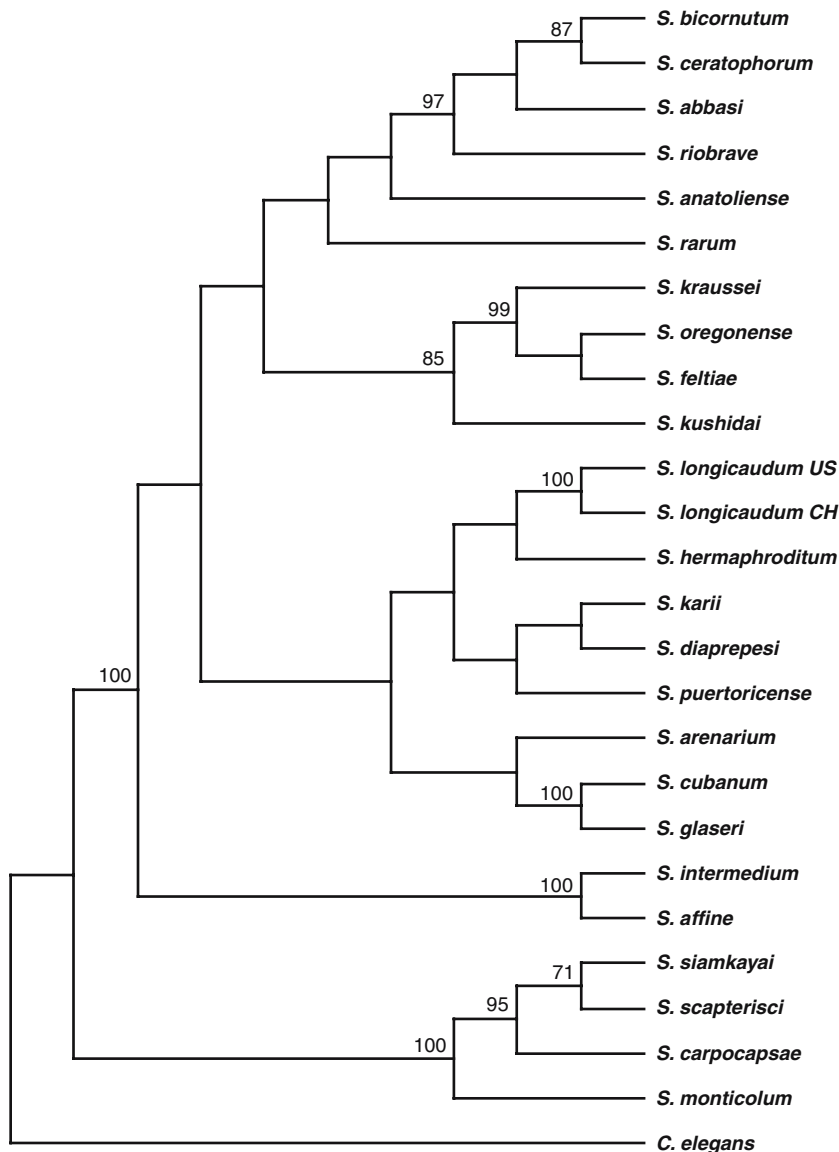 87
S. bicornutum
S. ceratophorum
S. abbasi
97
S. riobrave
S. anatoliense
S. rarum
S. kraussei
99
S. oregonense
85
S. feltiae
S. kushidai
S. longicaudum US
100
S. longicaudum CH
S. hermaphroditum
S. karii
S. diaprepesi
100
S. puertoricense
S. arenarium
S. cubanum
100
S. glaseri
S. intermedium
100
S. affine
S. siamkayai
71
S. scapterisci
95
S. carpocapsae
100
S. monticolum
C. elegans